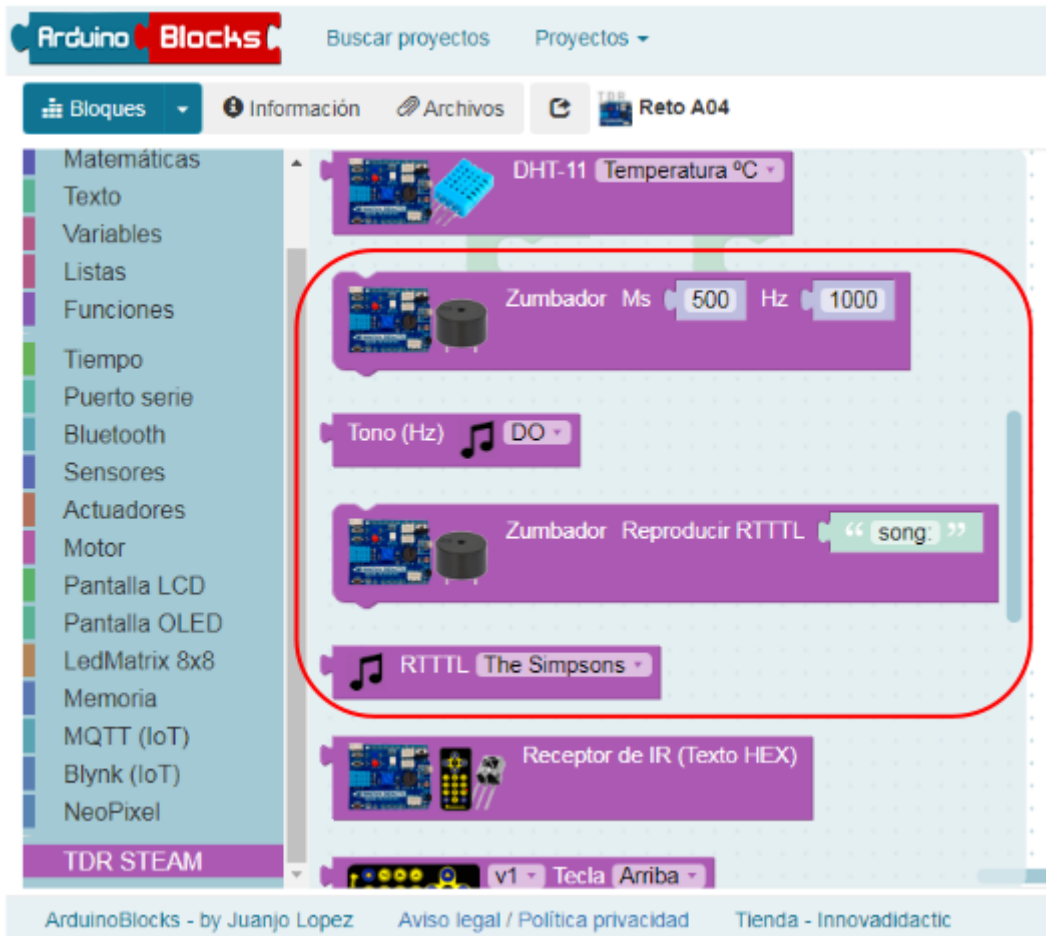 Arduino Blocks Buscar proyectos Proyectos
Bloques Información Archivos TDR Reto A04
Matemáticas
Texto
Variables
Listas
Funciones
Tiempo
Puerto serie
Bluetooth
Sensores
Actuadores
Motor
Pantalla LCD
Pantalla OLED
LedMatrix 8x8
Memoria
MQTT (IoT)
Blynk (IoT)
NeoPixel
TDR STEAM
DHT-11 Temperatura ºC
Zumbador Ms 500 Hz 1000
Tono (Hz) DO
Zumbador Reproducir RTTTL “ song: ”
RTTTL The Simpsons
Receptor de IR (Texto HEX)
v1 Tecla Arriba
ArduinoBlocks - by Juanjo Lopez Aviso legal / Política privacidad Tienda - Innovadidactic